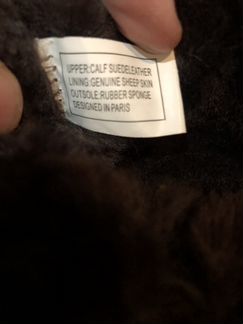 UPPER:CALF SUEDELEATHER
LINING:GENUINE SHEEP SKIN
OUTSOLE:RUBBER SPONGE
DESIGNED IN PARIS